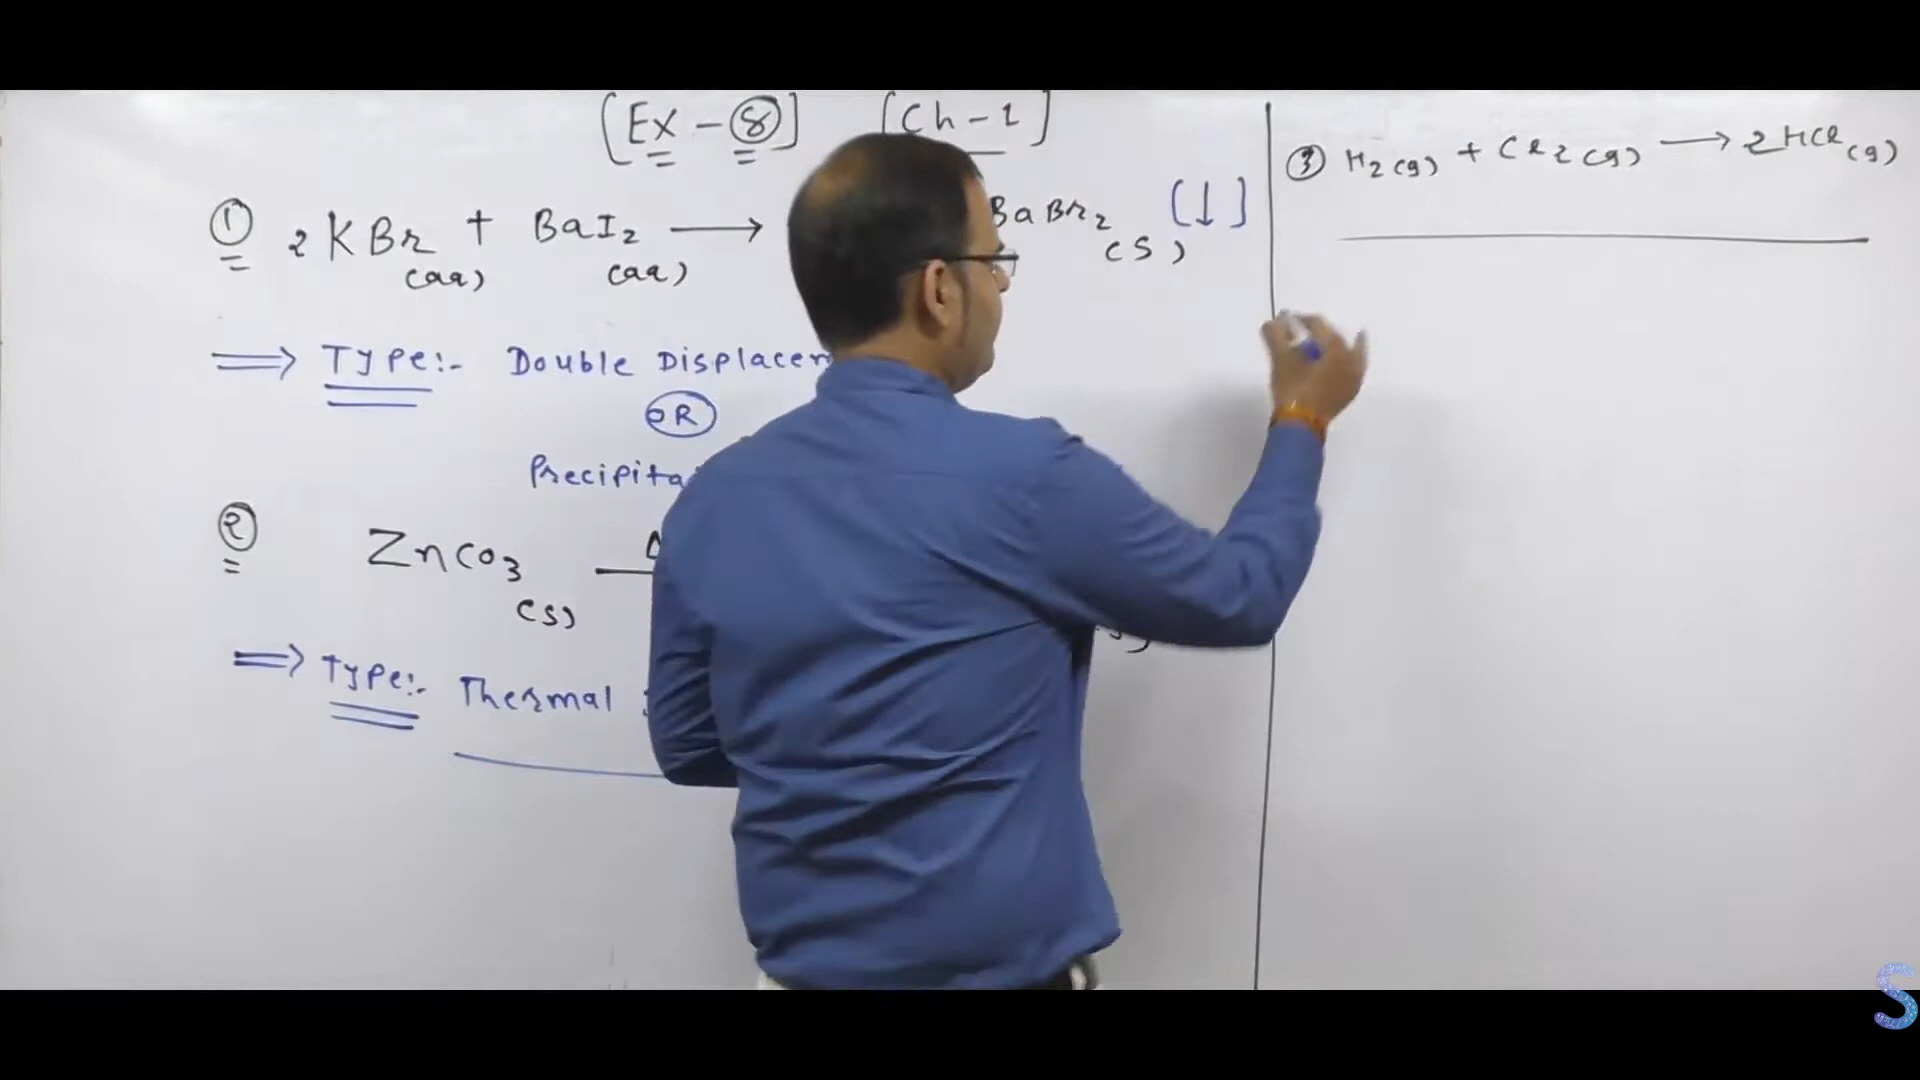 [Ex - 8] [Ch - 1]
① 2KBr(aq) + BaI2(aq) ⟶ BaBr2(s) [↓]
⟹ Type:- Double Displacem
OR
Precipita
② ZnCO3(s)
⟹ Type:- Thermal
③ H2(g) + Cl2(g) ⟶ 2HCl(g)
S